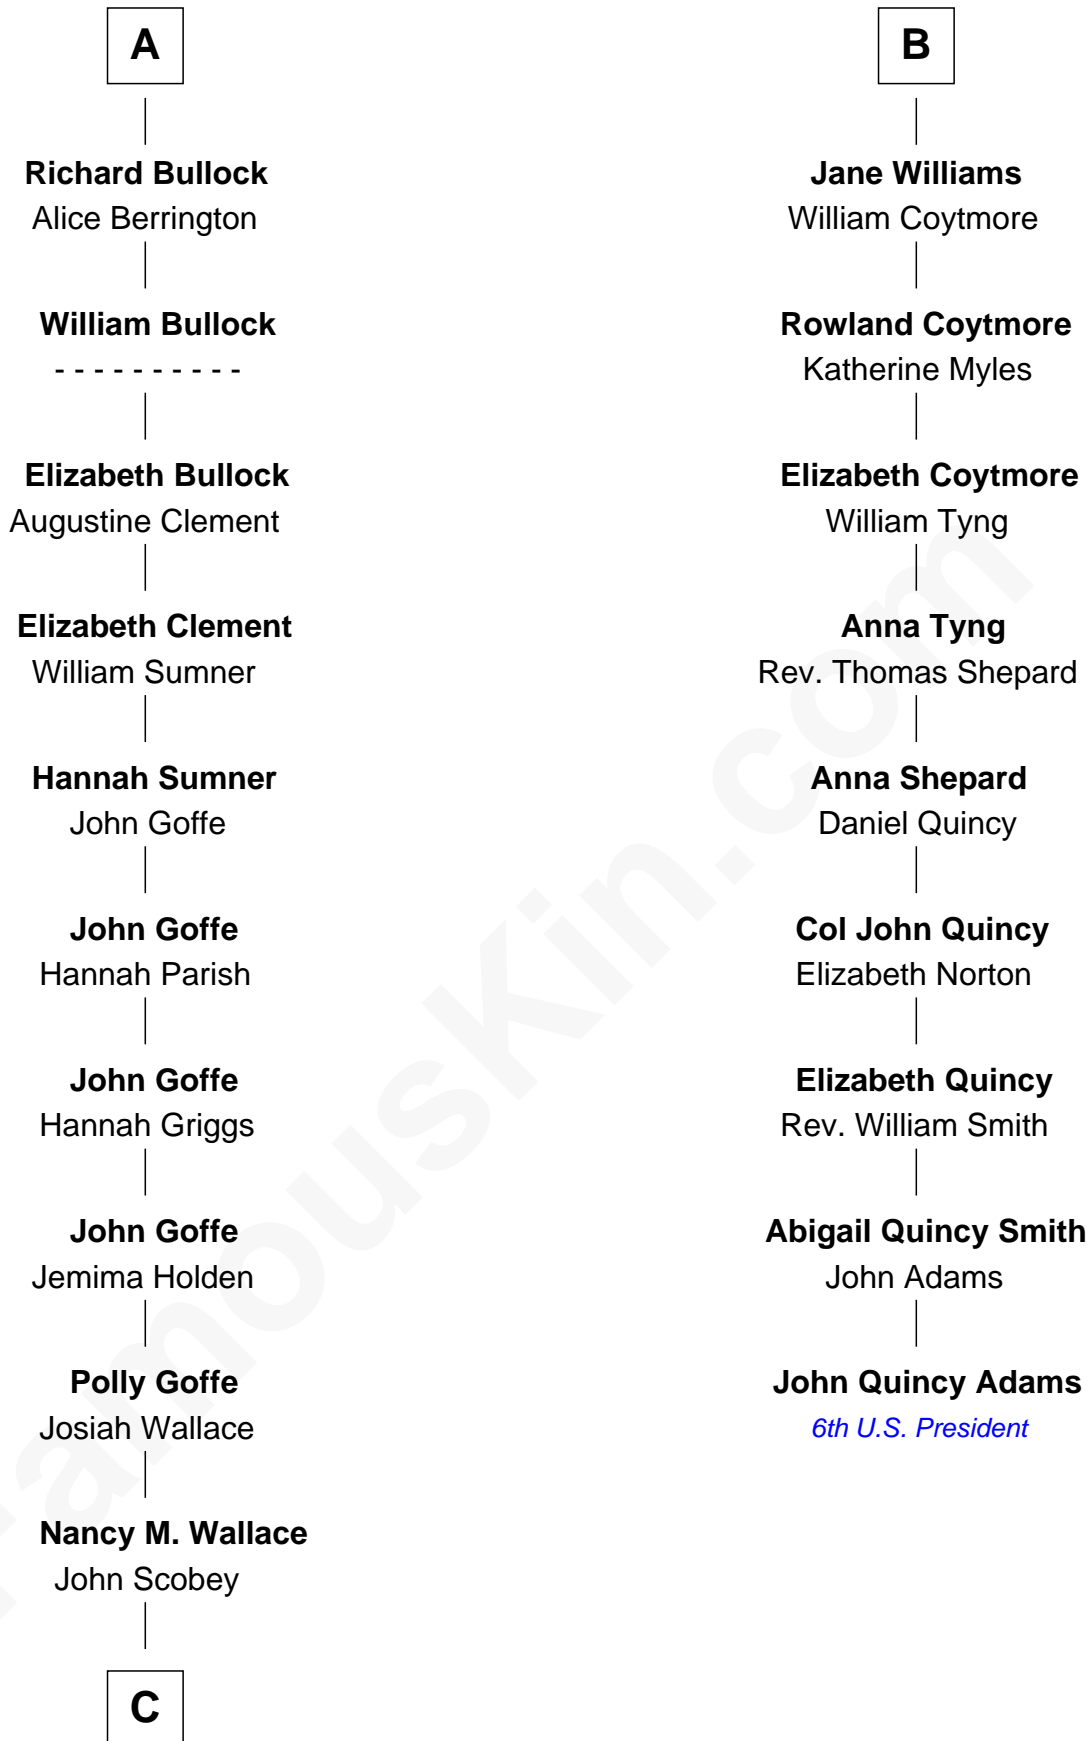 A
Richard Bullock
Alice Berrington
William Bullock
- - - - - - - - - -
Elizabeth Bullock
Augustine Clement
Elizabeth Clement
William Sumner
Hannah Sumner
John Goffe
John Goffe
Hannah Parish
John Goffe
Hannah Griggs
John Goffe
Jemima Holden
Polly Goffe
Josiah Wallace
Nancy M. Wallace
John Scobey
C
B
Jane Williams
William Coytmore
Rowland Coytmore
Katherine Myles
Elizabeth Coytmore
William Tyng
Anna Tyng
Rev. Thomas Shepard
Anna Shepard
Daniel Quincy
Col John Quincy
Elizabeth Norton
Elizabeth Quincy
Rev. William Smith
Abigail Quincy Smith
John Adams
John Quincy Adams
6th U.S. President
FamousKin.com